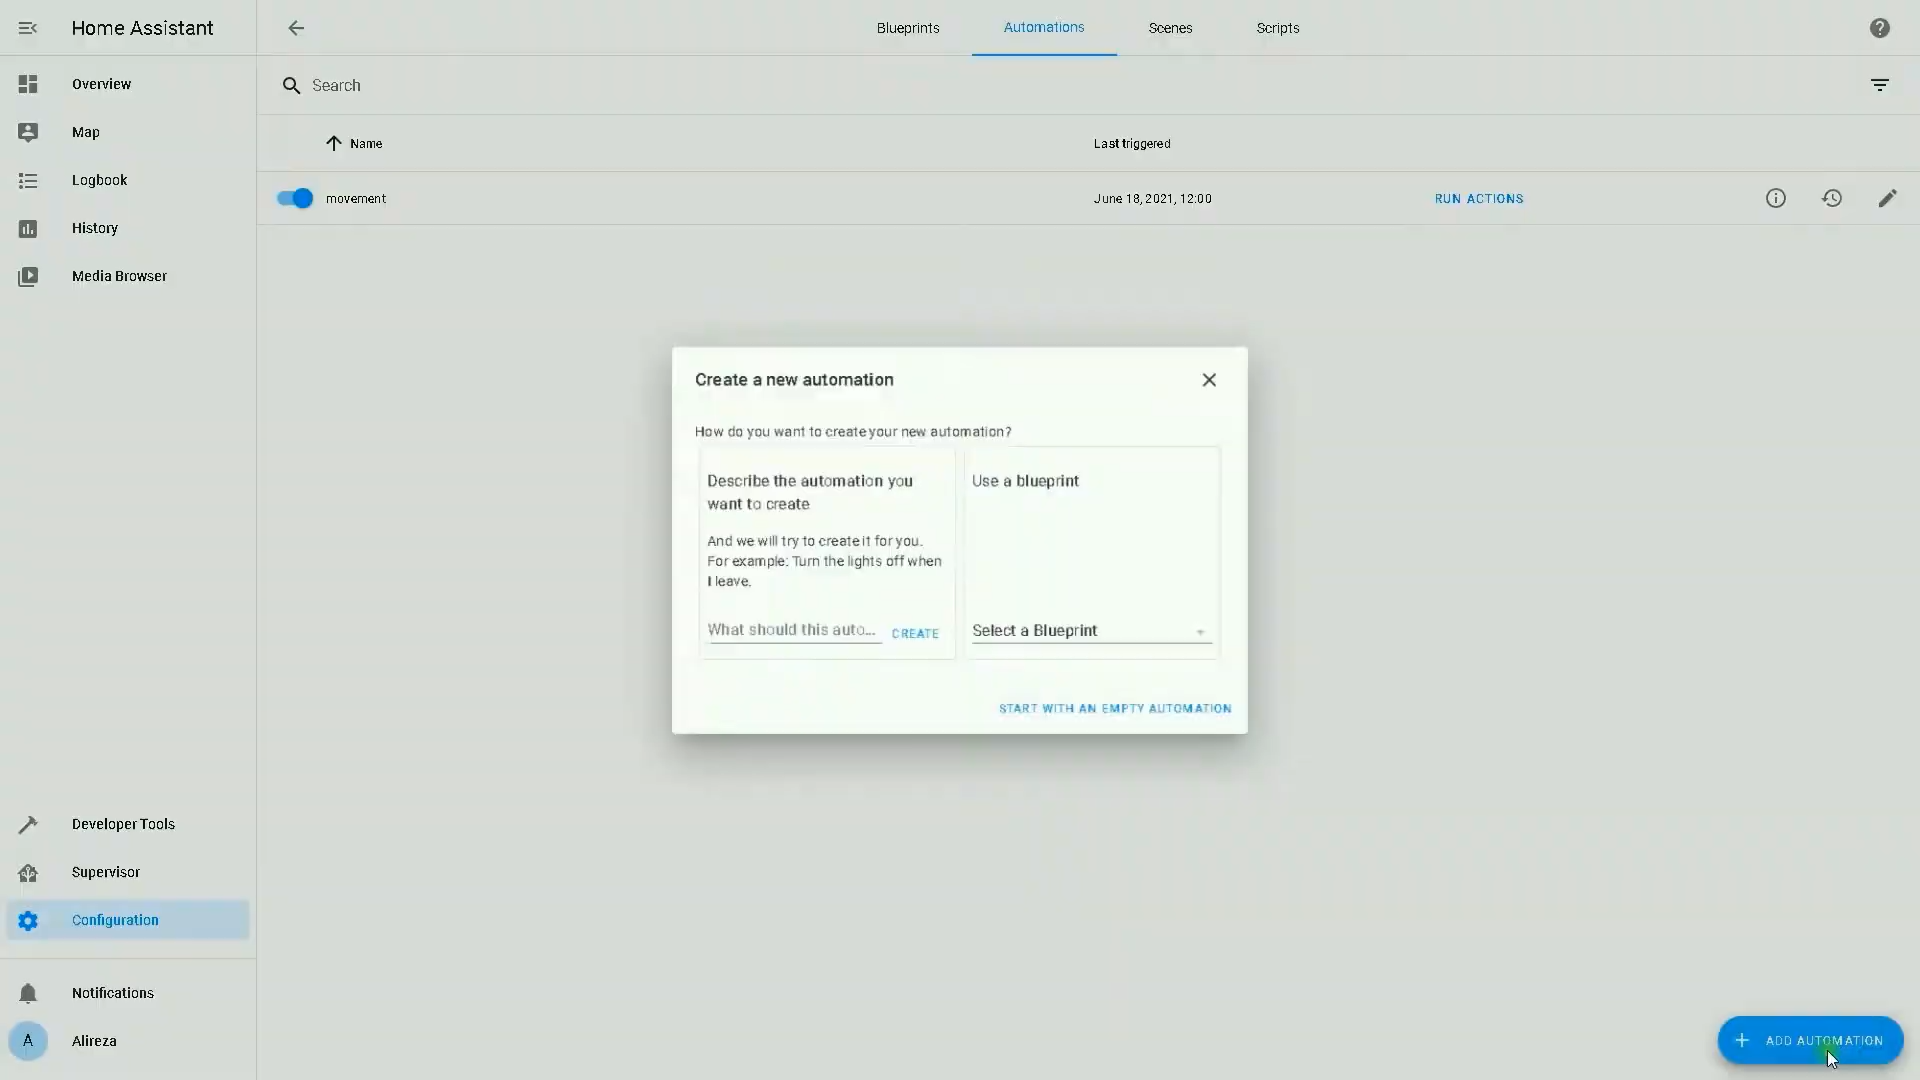 Home Assistant
Blueprints
Automations
Scenes
Scripts
Overview
Map
Logbook
History
Media Browser
Search
Name
Last triggered
movement
June 18, 2021, 12:00
RUN ACTIONS
Create a new automation
How do you want to create your new automation?
Describe the automation you
want to create
And we will try to create it for you.
For example: Turn the lights off when
I leave.
What should this auto...
CREATE
Use a blueprint
Select a Blueprint
START WITH AN EMPTY AUTOMATION
Developer Tools
Supervisor
Configuration
Notifications
A
Alireza
ADD AUTOMATION